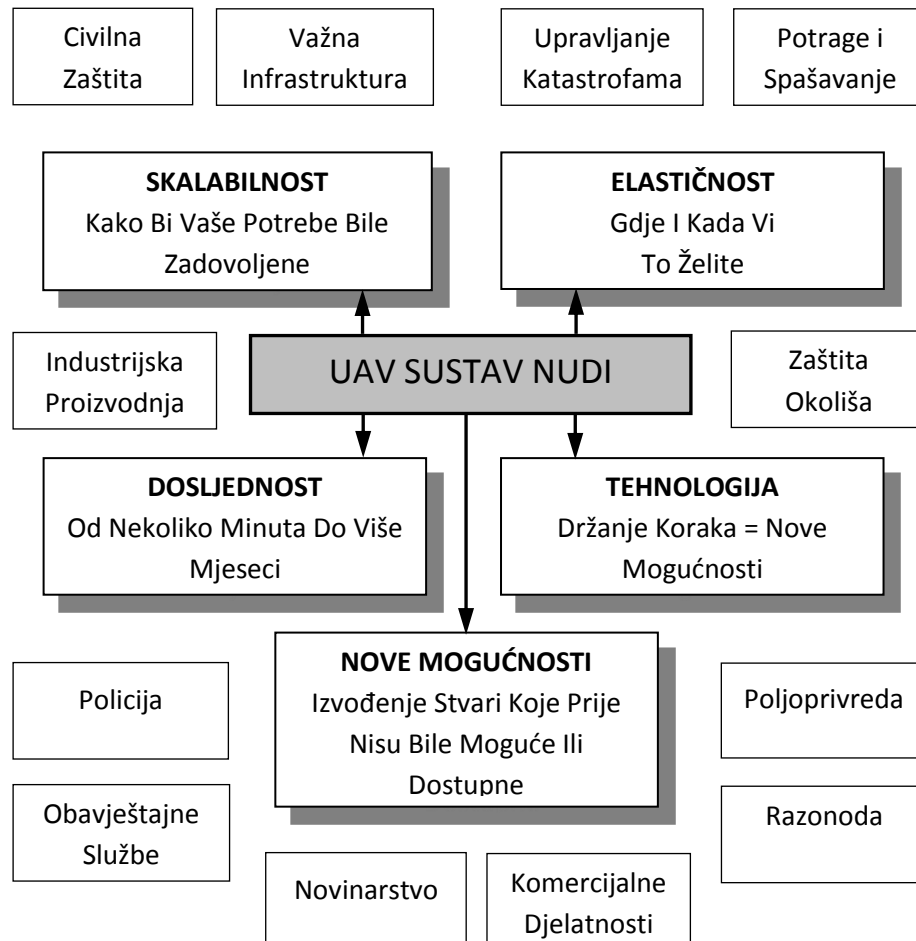 Civilna
Zaštita
Važna
Infrastruktura
Upravljanje
Katastrofama
Potrage i
Spašavanje
SKALABILNOST
Kako Bi Vaše Potrebe Bile
Zadovoljene
ELASTIČNOST
Gdje I Kada Vi
To Želite
Industrijska
Proizvodnja
UAV SUSTAV NUDI
Zaštita
Okoliša
DOSLJEDNOST
Od Nekoliko Minuta Do Više
Mjeseci
TEHNOLOGIJA
Držanje Koraka = Nove
Mogućnosti
NOVE MOGUĆNOSTI
Izvođenje Stvari Koje Prije
Nisu Bile Moguće Ili
Dostupne
Policija
Poljoprivreda
Obavještajne
Službe
Razonoda
Novinarstvo
Komercijalne
Djelatnosti